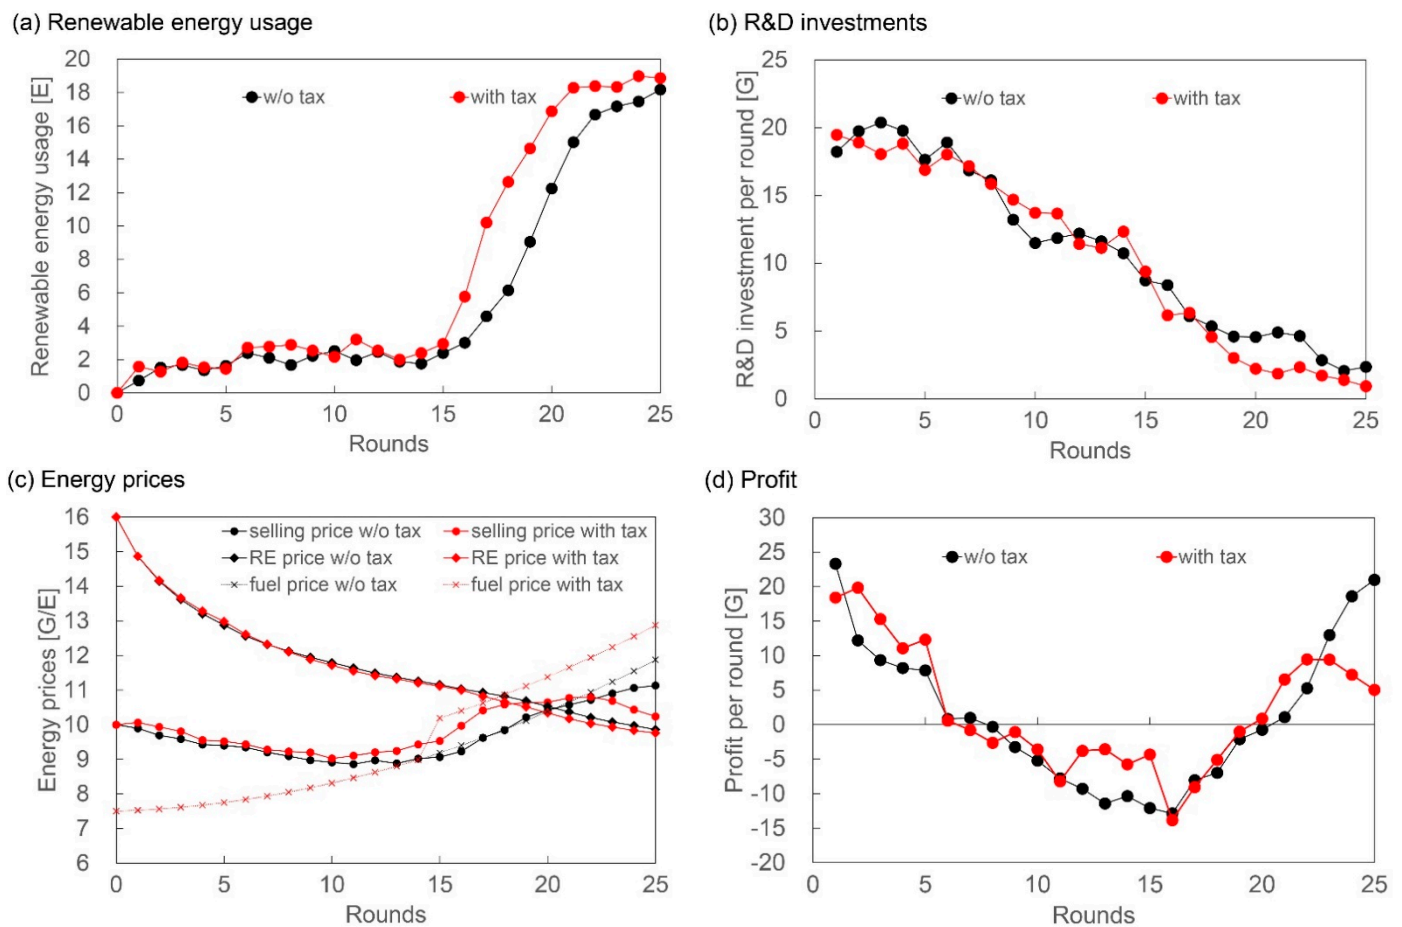 (a) Renewable energy usage
Renewable energy usage [E]
20
18
16
14
12
10
8
6
4
2
0
w/o tax
with tax
0
5
10
15
20
25
Rounds
(b) R&D investments
R&D investment per round [G]
25
20
15
10
5
0
w/o tax
with tax
0
5
10
15
20
25
Rounds
(c) Energy prices
Energy prices [G/E]
16
15
14
13
12
11
10
9
8
7
6
selling price w/o tax
selling price with tax
RE price w/o tax
RE price with tax
fuel price w/o tax
fuel price with tax
0
5
10
15
20
25
Rounds
(d) Profit
Profit per round [G]
30
25
20
15
10
5
0
-5
-10
-15
-20
w/o tax
with tax
0
5
10
15
20
25
Rounds